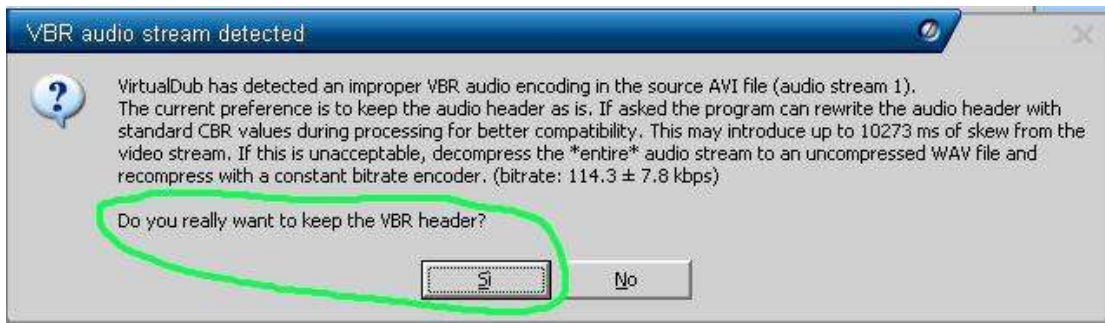 VBR audio stream detected
VirtualDub has detected an improper VBR audio encoding in the source AVI file (audio stream 1).
The current preference is to keep the audio header as is. If asked the program can rewrite the audio header with
standard CBR values during processing for better compatibility. This may introduce up to 10273 ms of skew from the
video stream. If this is unacceptable, decompress the *entire* audio stream to an uncompressed WAV file and
recompress with a constant bitrate encoder. (bitrate: 114.3 ± 7.8 kbps)
Do you really want to keep the VBR header?
Sì No